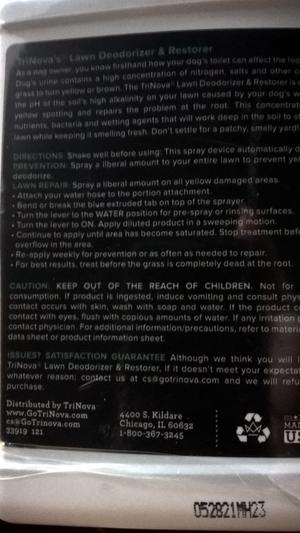 TriNova's® Lawn Deodorizer & Restorer
As a dog owner, you know firsthand how your dog's toilet can affect the loo
Dog's urine contains a high concentration of nitrogen, salts and other c
grass to turn yellow or brown. The TriNova® Lawn Deodorizer & Restorer is
the pH of the soil's high alkalinity on your lawn caused by your dog's w
yellow spotting and repairs the problem at the root. This concentrat
nutrients, bacteria and wetting agents that will work deep in the soil to s
lawn while keeping it smelling fresh. Don't settle for a patchy, smelly yard!
DIRECTIONS: Shake well before using: This spray device automatically d
PREVENTION: Spray a liberal amount to your entire lawn to prevent ye
deodorize.
LAWN REPAIR: Spray a liberal amount on all yellow damaged areas.
• Attach your water hose to the portion attachment.
• Bend or break the blue extruded tab on top of the sprayer
• Turn the lever to the WATER position for pre-spray or rinsing surfaces.
• Turn the lever to ON. Apply diluted product in a sweeping motion.
• Continue to apply until area has become saturated. Stop treatment bef
overflow in the area.
• Re-apply weekly for prevention or as often as needed to repair.
• For best results, treat before the grass is completely dead at the root.
CAUTION: KEEP OUT OF THE REACH OF CHILDREN. Not for
consumption. If product is ingested, induce vomiting and consult phys
contact occurs with skin, wash with soap and water. If the product c
contact with eyes, flush with copious amounts of water. If any irritation
contact physician. For additional information/precautions, refer to materia
data sheet or product information sheet.
ISSUES? SATISFACTION GUARANTEE Although we think you will l
TriNova® Lawn Deodorizer & Restorer, if it doesn't meet your expectat
whatever reason; contact us at cs@gotrinova.com and we will refu
purchase.
Distributed by TriNova
www.GoTriNova.com
cs@GoTrinova.com
33919 121
4400 S. Kildare
Chicago, IL 60632
1-800-367-3245
MAD
US
052821MH23